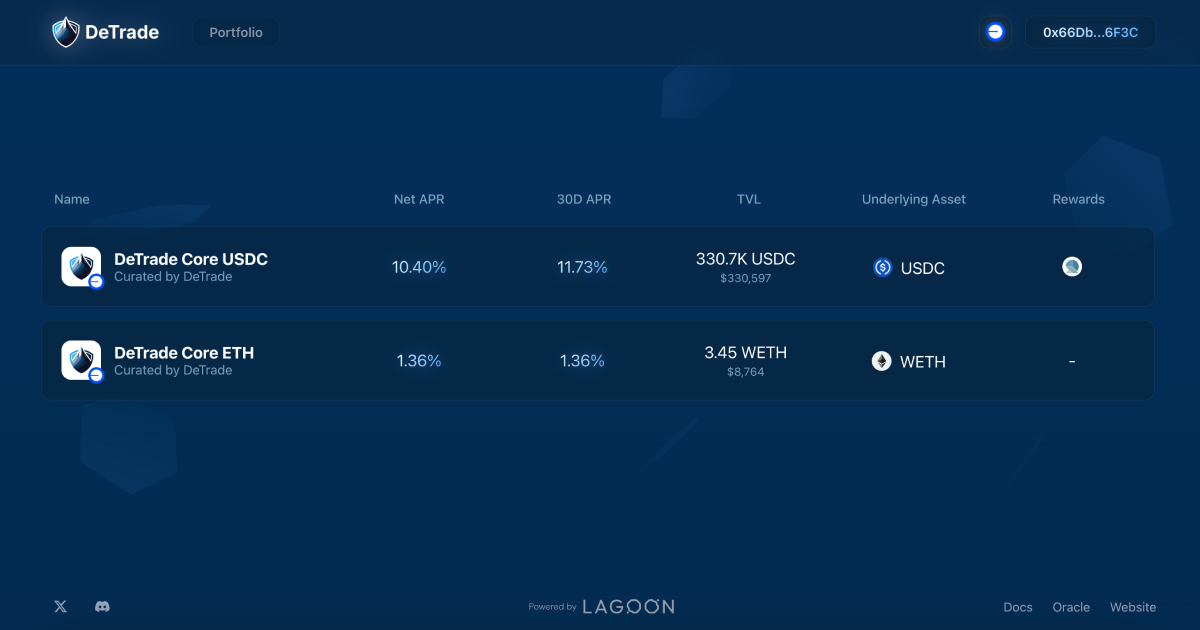 DeTrade
Portfolio
0x66Db...6F3C
Name Net APR 30D APR TVL Underlying Asset Rewards
DeTrade Core USDC
Curated by DeTrade
10.40% 11.73%
330.7K USDC
$330,597
USDC
DeTrade Core ETH
Curated by DeTrade
1.36% 1.36%
3.45 WETH
$8,764
WETH
-
Powered by LAGOON
Docs Oracle Website